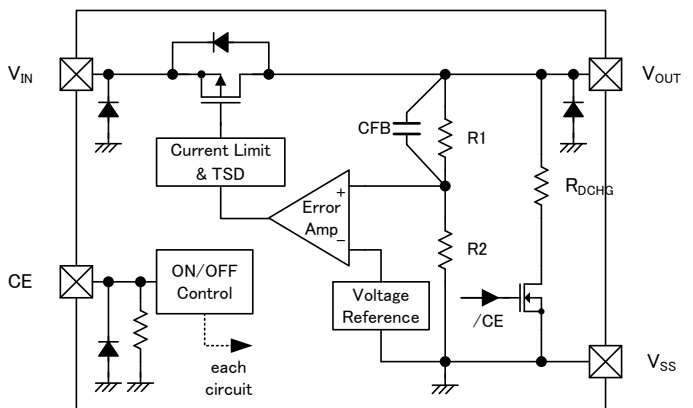 VIN
VOUT
CFB
R1
Current Limit
& TSD
RDCHG
+
Error
Amp
−
R2
CE
ON/OFF
Control
Voltage
Reference
/CE
each
circuit
VSS